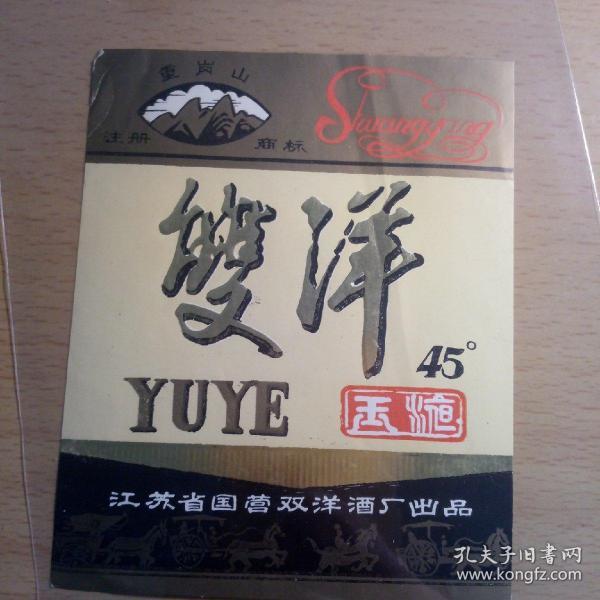 重岗山
注册 商标
Shuangyang
雙洋
45°
YUYE
玉液
江苏省国营双洋酒厂出品
孔夫子旧书网
www.kongfz.com